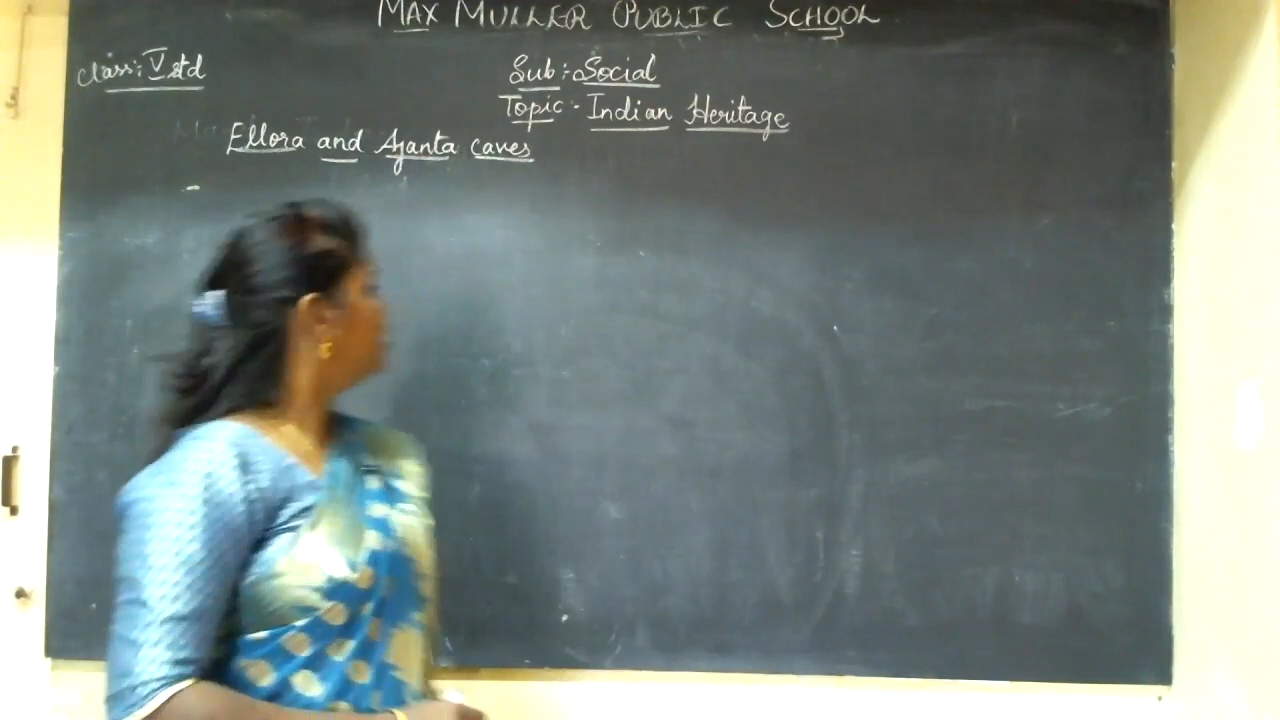 MAX MULLER PUBLIC SCHOOL
Class: V std
Sub :- Social
Topic :- Indian Heritage
Ellora and Ajanta caves